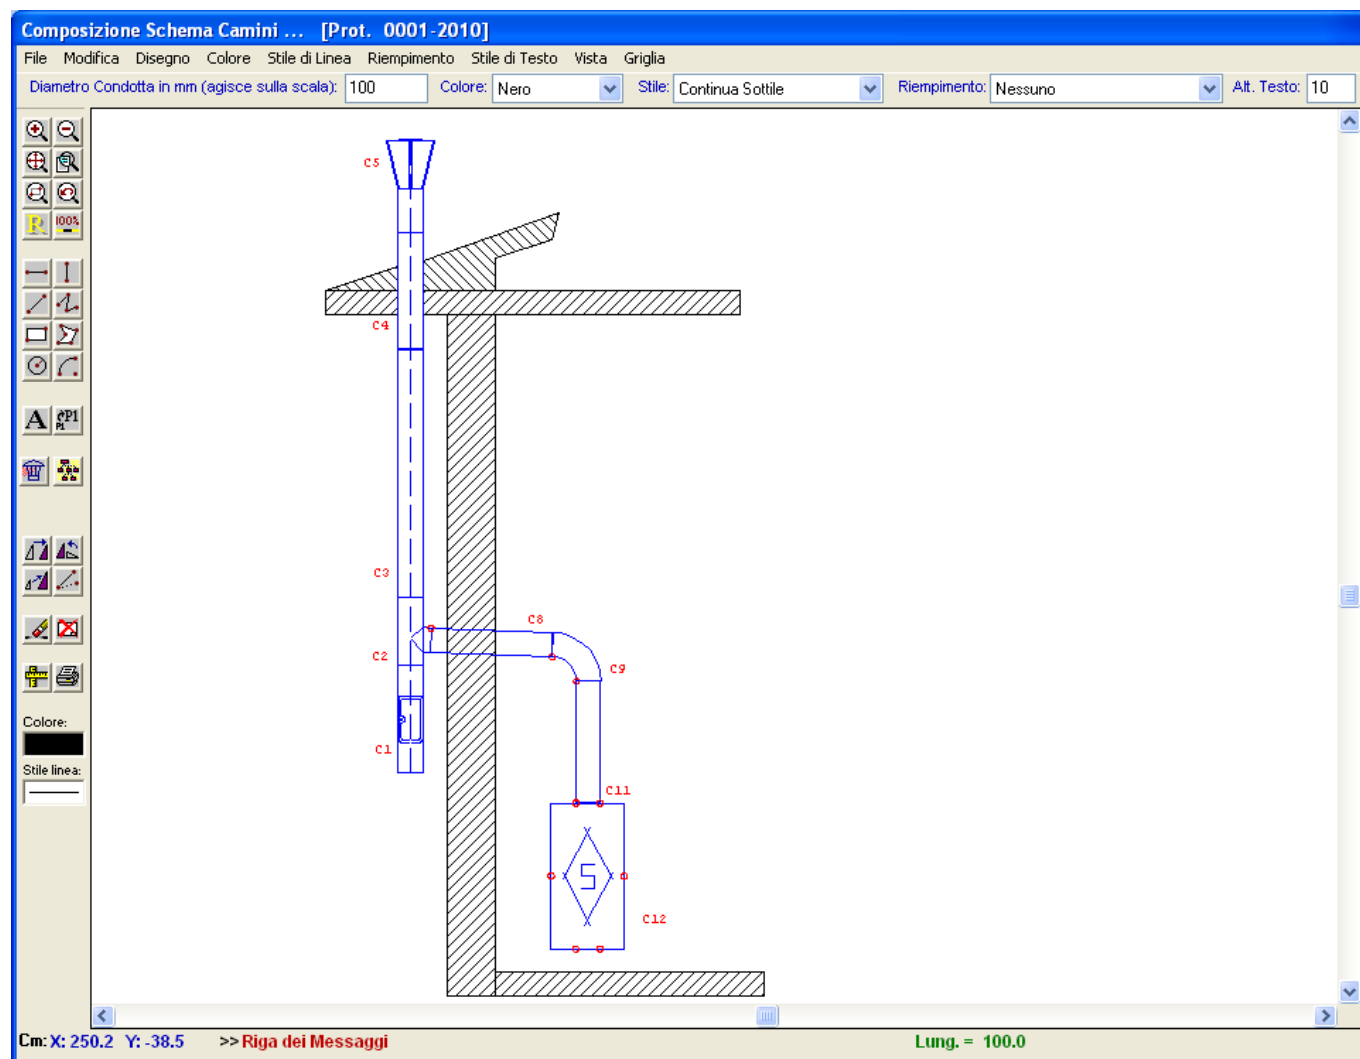 Composizione Schema Camini ... [Prot. 0001-2010]
File Modifica Disegno Colore Stile di Linea Riempimento Stile di Testo Vista Griglia
Diametro Condotta in mm (agisce sulla scala): 100 Colore: Nero Stile: Continua Sottile Riempimento: Nessuno Alt. Testo: 10
R 100%
A P1 P1
Colore:
Stile linea:
C5
C4
C3
C8
C2
C9
C1
C11
S
C12
Cm: X: 250.2 Y: -38.5 >> Riga dei Messaggi Lung. = 100.0